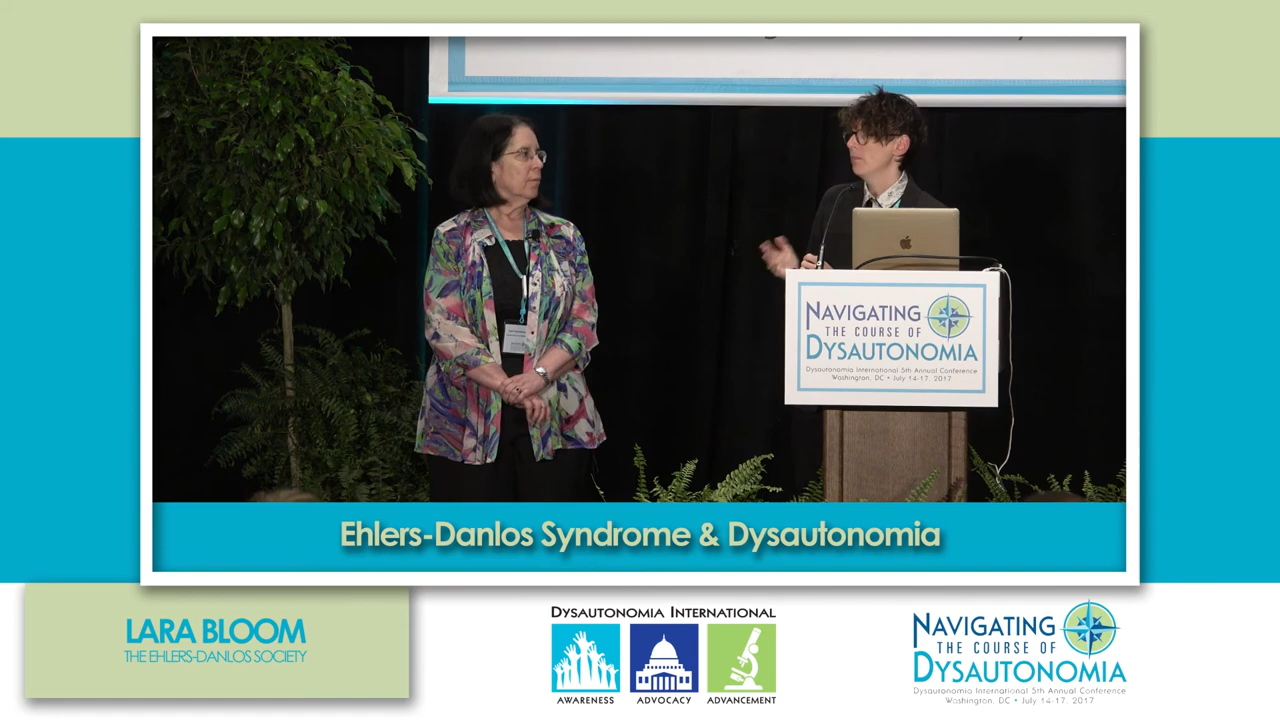 NAVIGATING
THE COURSE OF
DYSAUTONOMIA
Dysautonomia International 5th Annual Conference
Washington, DC • July 14-17, 2017
Ehlers-Danlos Syndrome & Dysautonomia
LARA BLOOM
THE EHLERS-DANLOS SOCIETY
DYSAUTONOMIA INTERNATIONAL
AWARENESS
ADVOCACY
ADVANCEMENT
NAVIGATING
THE COURSE OF
DYSAUTONOMIA
Dysautonomia International 5th Annual Conference
Washington, DC • July 14-17, 2017